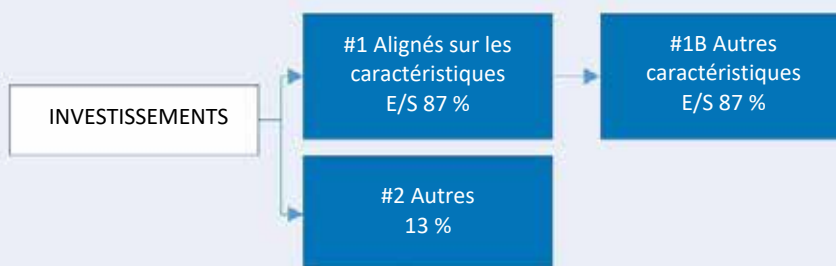 INVESTISSEMENTS
#1 Alignés sur les
caractéristiques
E/S 87 %
#1B Autres
caractéristiques
E/S 87 %
#2 Autres
13 %